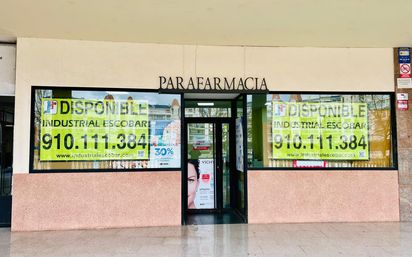 PARAFARMACIA
DISPONIBLE
INDUSTRIAL ESCOBAR
910.111.384
www.industrialescobar.com
30%
VICHY
DISPONIBLE
INDUSTRIAL ESCOBAR
910.111.384
www.industrialescobar.com